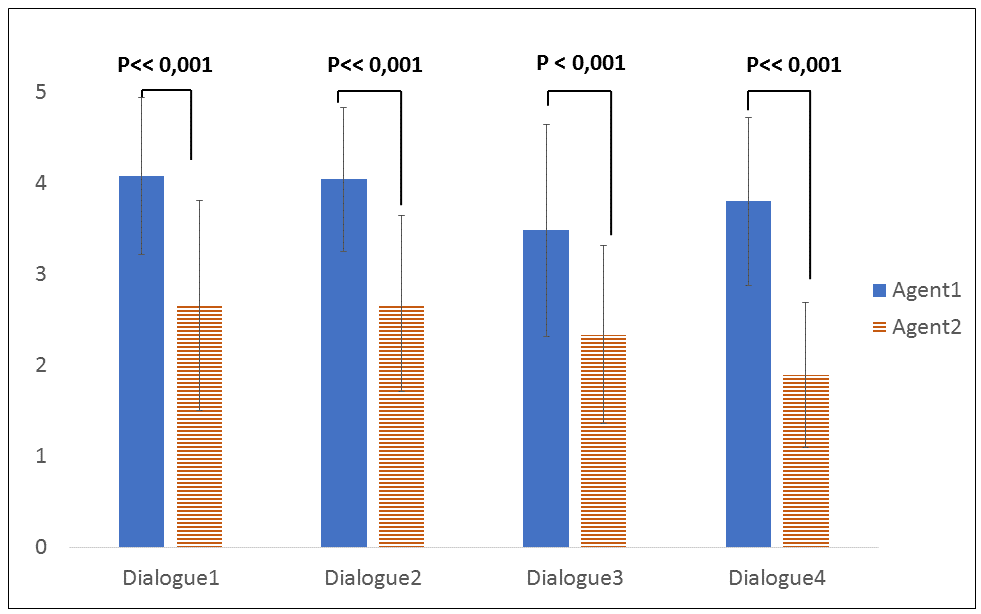 P<< 0,001
P<< 0,001
P < 0,001
P<< 0,001
5
4
3
2
1
0
Agent1
Agent2
Dialogue1
Dialogue2
Dialogue3
Dialogue4